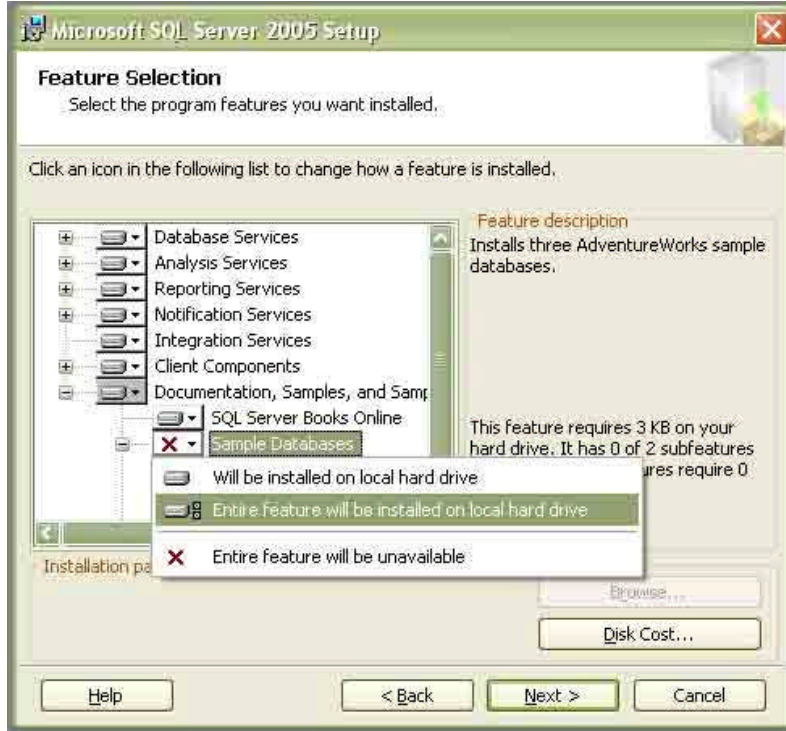 Microsoft SQL Server 2005 Setup
Feature Selection
Select the program features you want installed.
Click an icon in the following list to change how a feature is installed.
Database Services
Analysis Services
Reporting Services
Notification Services
Integration Services
Client Components
Documentation, Samples, and Samp
SQL Server Books Online
Sample Databases
Will be installed on local hard drive
Entire feature will be installed on local hard drive
Entire feature will be unavailable
Feature description
Installs three AdventureWorks sample
databases.
This feature requires 3 KB on your
hard drive. It has 0 of 2 subfeatures
ures require 0
Installation pa
Browse...
Disk Cost...
Help
< Back
Next >
Cancel